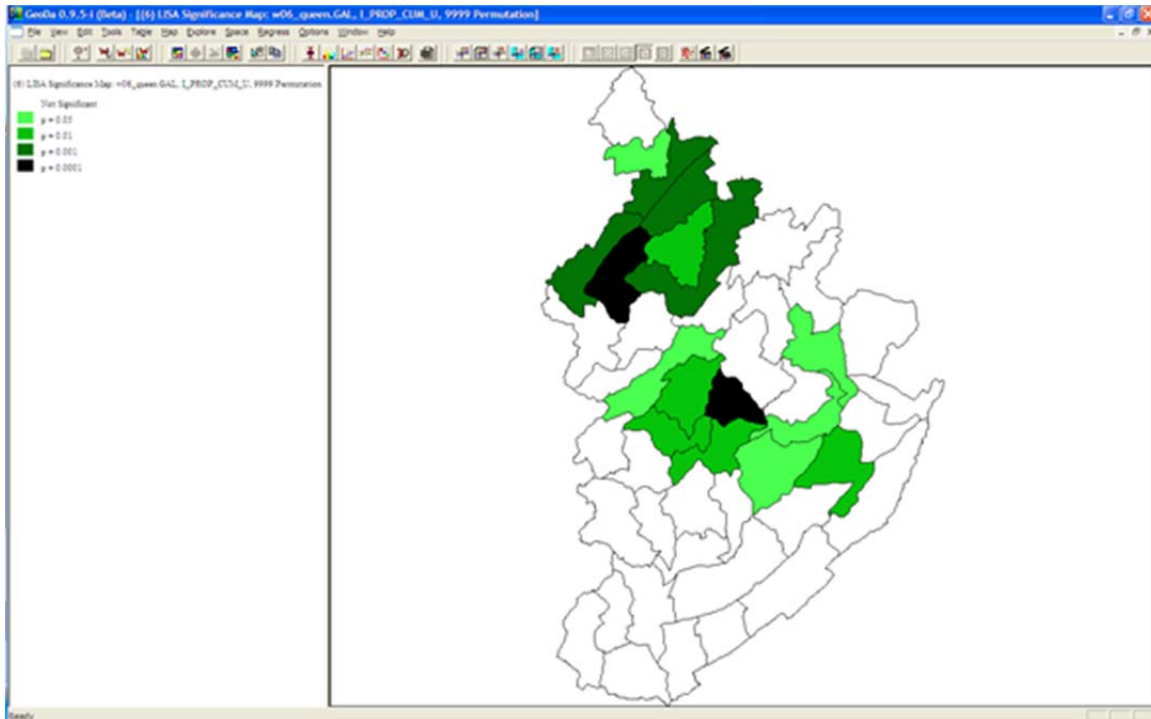 GeoDa 0.9.5-i (Beta) - [(6) LISA Significance Map: w06_queen.GAL, I_PROP_CUM_U, 9999 Permutation]
File View Edit Tools Table Map Explore Space Regress Options Window Help
(6) LISA Significance Map: w06_queen.GAL, I_PROP_CUM_U, 9999 Permutation
Not Significant
p = 0.05
p = 0.01
p = 0.001
p = 0.0001
Ready